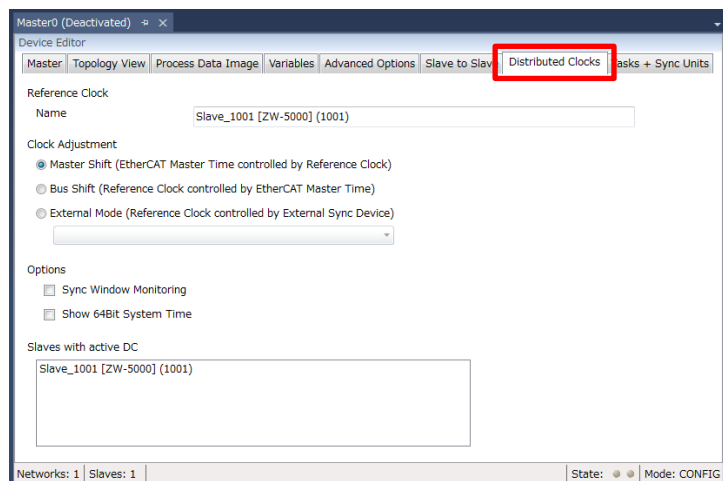 Master0 (Deactivated)
Device Editor
Master Topology View Process Data Image Variables Advanced Options Slave to Slav Distributed Clocks asks + Sync Units
Reference Clock
Name Slave_1001 [ZW-5000] (1001)
Clock Adjustment
Master Shift (EtherCAT Master Time controlled by Reference Clock)
Bus Shift (Reference Clock controlled by EtherCAT Master Time)
External Mode (Reference Clock controlled by External Sync Device)
Options
Sync Window Monitoring
Show 64Bit System Time
Slaves with active DC
Slave_1001 [ZW-5000] (1001)
Networks: 1 Slaves: 1 State: Mode: CONFIG